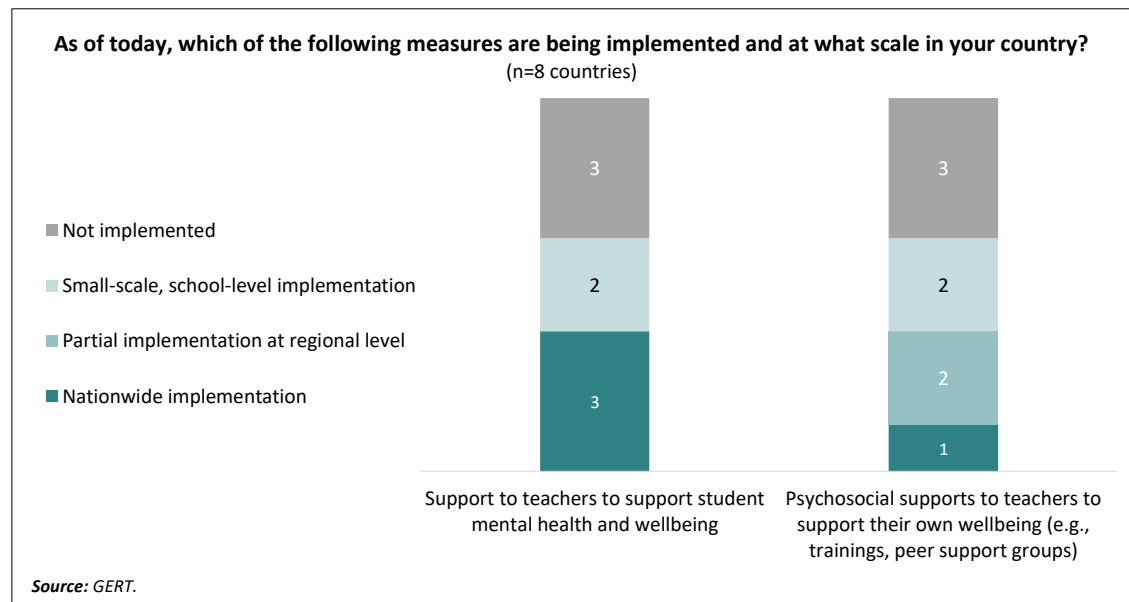 As of today, which of the following measures are being implemented and at what scale in your country?
(n=8 countries)
3
3
Not implemented
Small-scale, school-level implementation
2
2
Partial implementation at regional level
2
Nationwide implementation
3
1
Support to teachers to support student
mental health and wellbeing
Psychosocial supports to teachers to
support their own wellbeing (e.g.,
trainings, peer support groups)
Source: GERT.